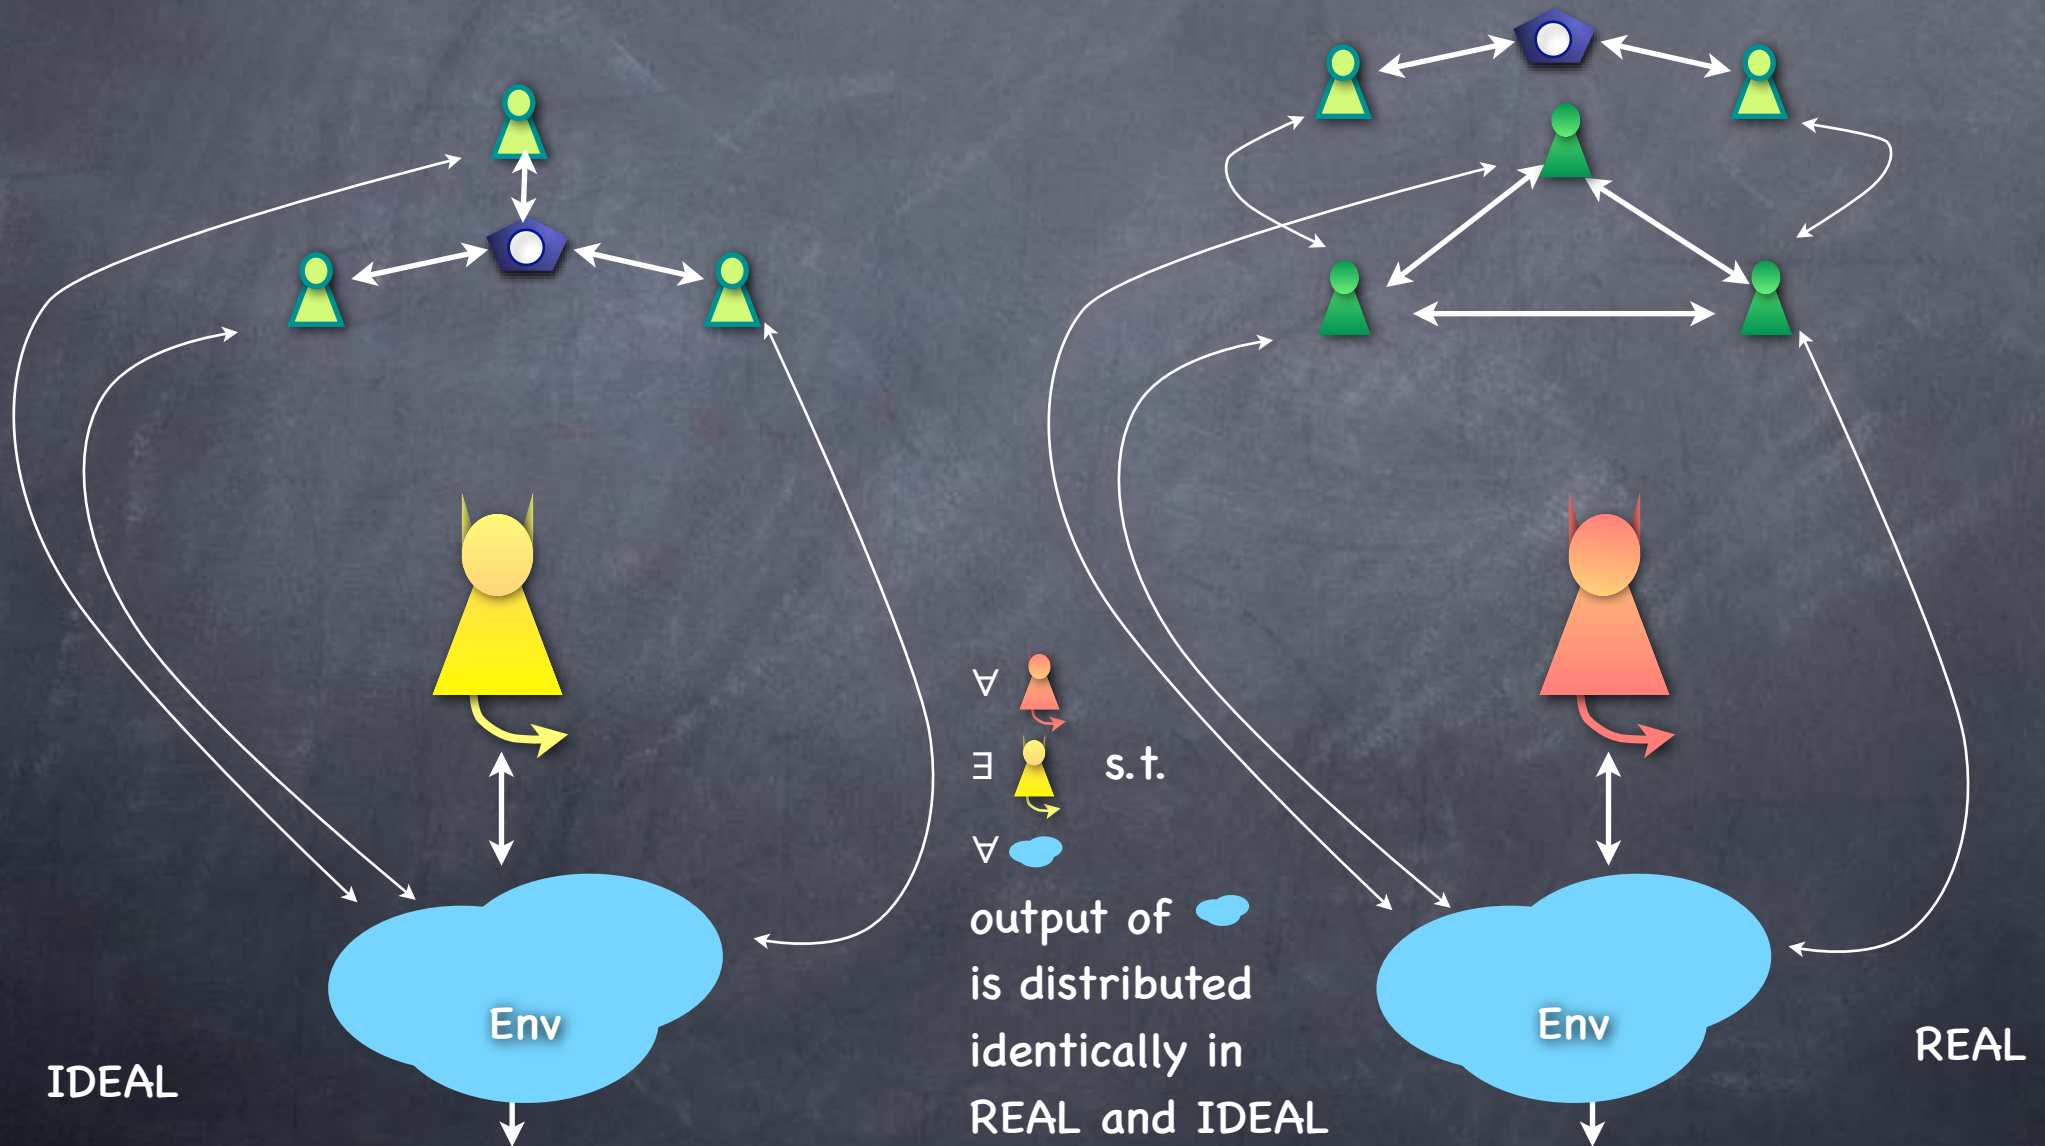 ∀
∃ s.t.
∀
output of
is distributed
identically in
REAL and IDEAL
Env
Env
IDEAL
REAL